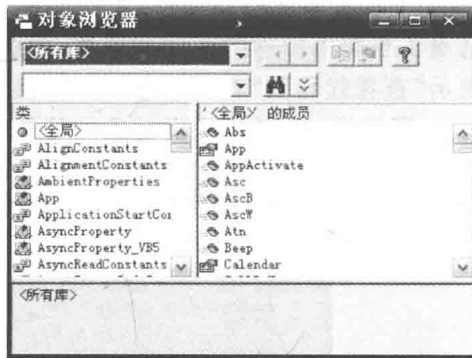 对象浏览器
<所有库>
类
<全局>
AlignConstants
AlignmentConstants
AmbientProperties
App
ApplicationStartCo
AsyncProperty
AsyncProperty_VB5
AsyncReadConstants
'<全局>' 的成员
Abs
App
AppActivate
Asc
AscB
AscW
Atn
Beep
Calendar
<所有库>